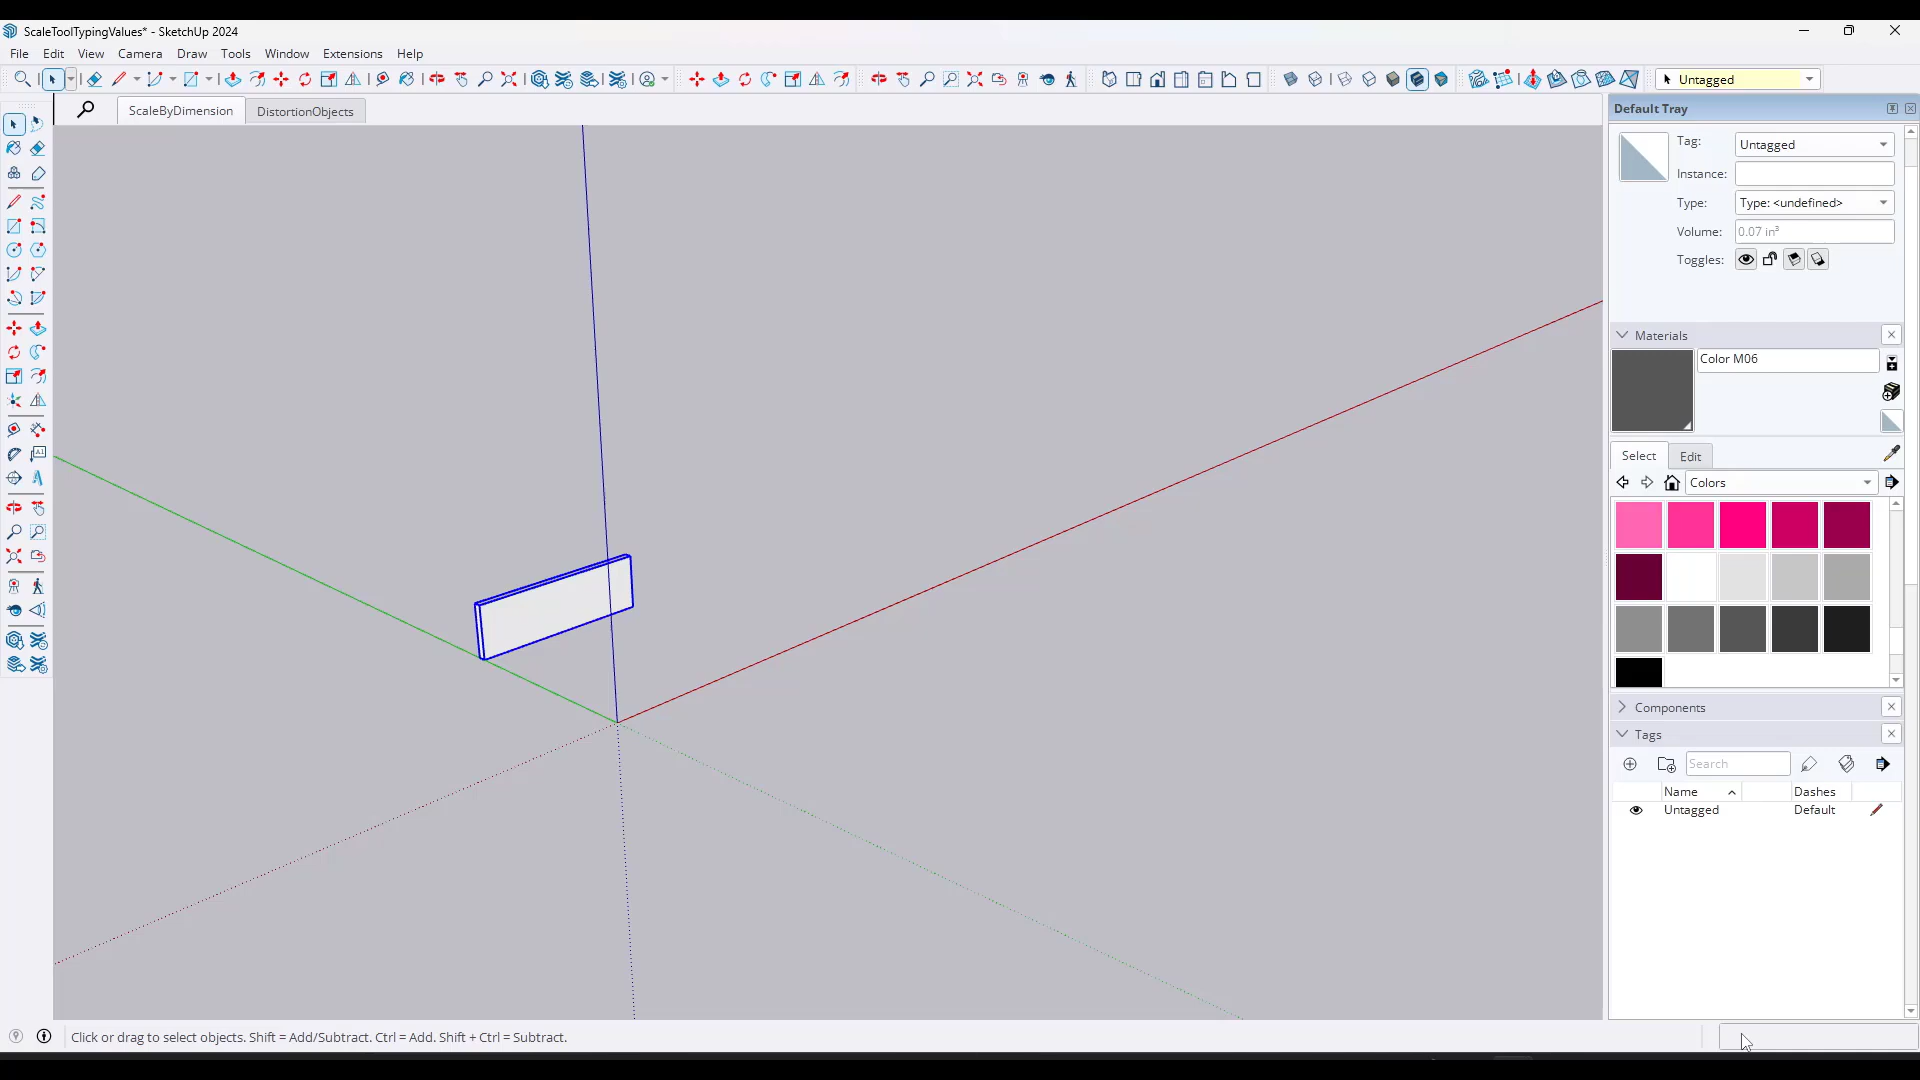 ScaleToolTypingValues* - SketchUp 2024
File Edit View Camera Draw Tools Window Extensions Help
Untagged
ScaleByDimension DistortionObjects
Default Tray
Tag: Untagged
Instance:
Type: Type: <undefined>
Volume: 0.07 in³
Toggles:
Materials
Color M06
Select Edit
Colors
Components
Tags
Search
Name Dashes
Untagged Default
Click or drag to select objects. Shift = Add/Subtract. Ctrl = Add. Shift + Ctrl = Subtract.